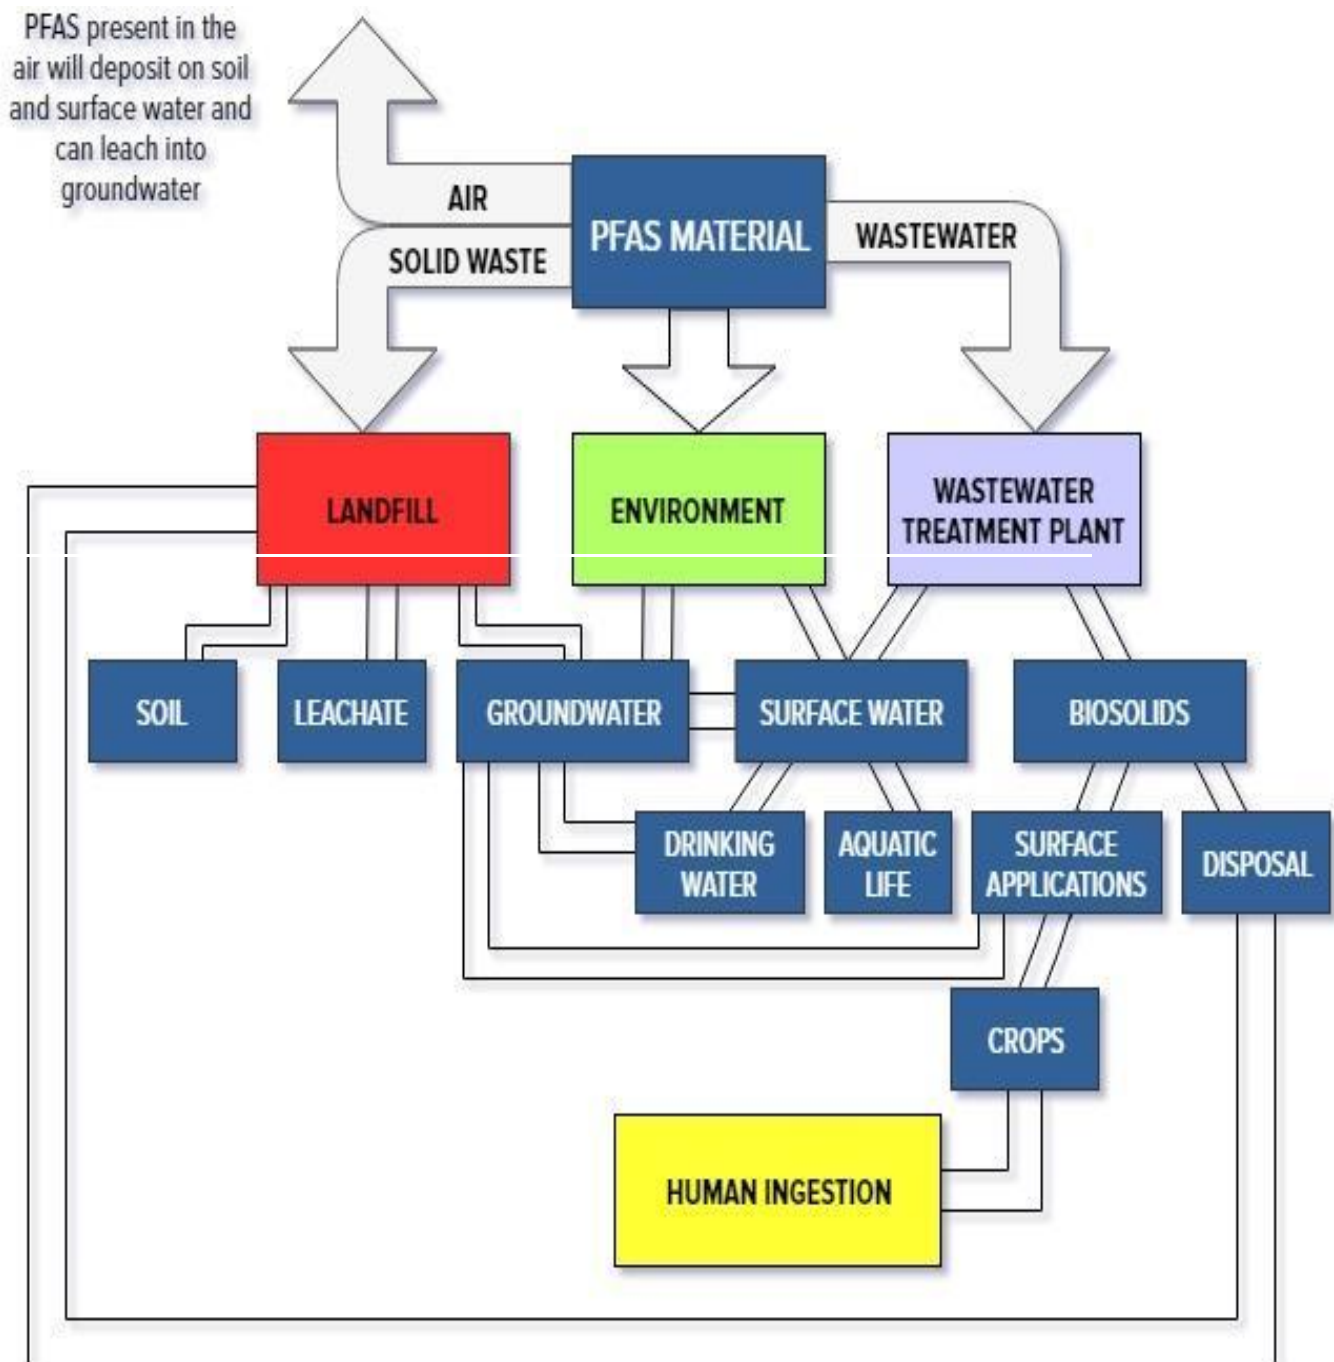 PFAS present in the
air will deposit on soil
and surface water and
can leach into
groundwater
AIR
SOLID WASTE
PFAS MATERIAL
WASTEWATER
LANDFILL
ENVIRONMENT
WASTEWATER
TREATMENT PLANT
SOIL
LEACHATE
GROUNDWATER
SURFACE WATER
BIOSOLIDS
DRINKING
WATER
AQUATIC
LIFE
SURFACE
APPLICATIONS
DISPOSAL
CROPS
HUMAN INGESTION